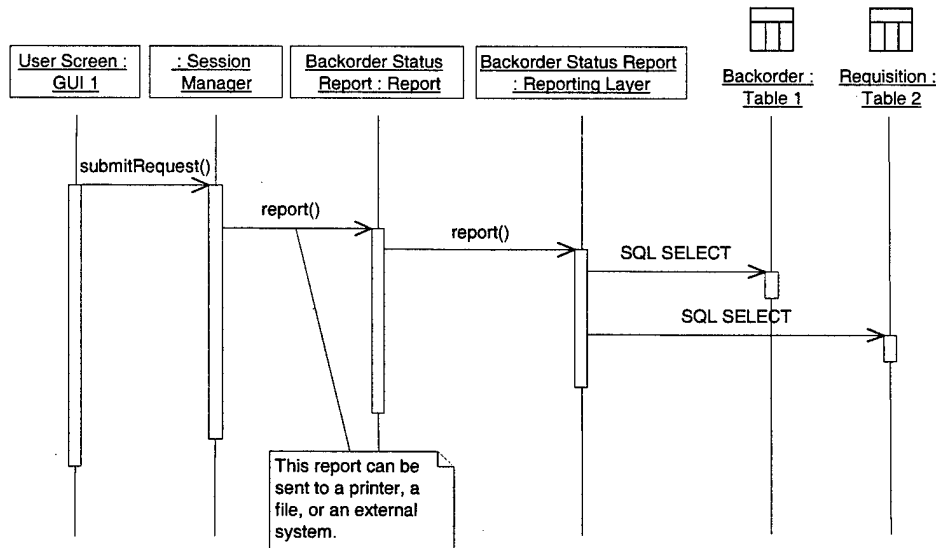 User Screen :
GUI 1
: Session
Manager
Backorder Status
Report : Report
Backorder Status Report
: Reporting Layer
Backorder :
Table 1
Requisition :
Table 2
submitRequest()
report()
report()
SQL SELECT
SQL SELECT
This report can be
sent to a printer, a
file, or an external
system.